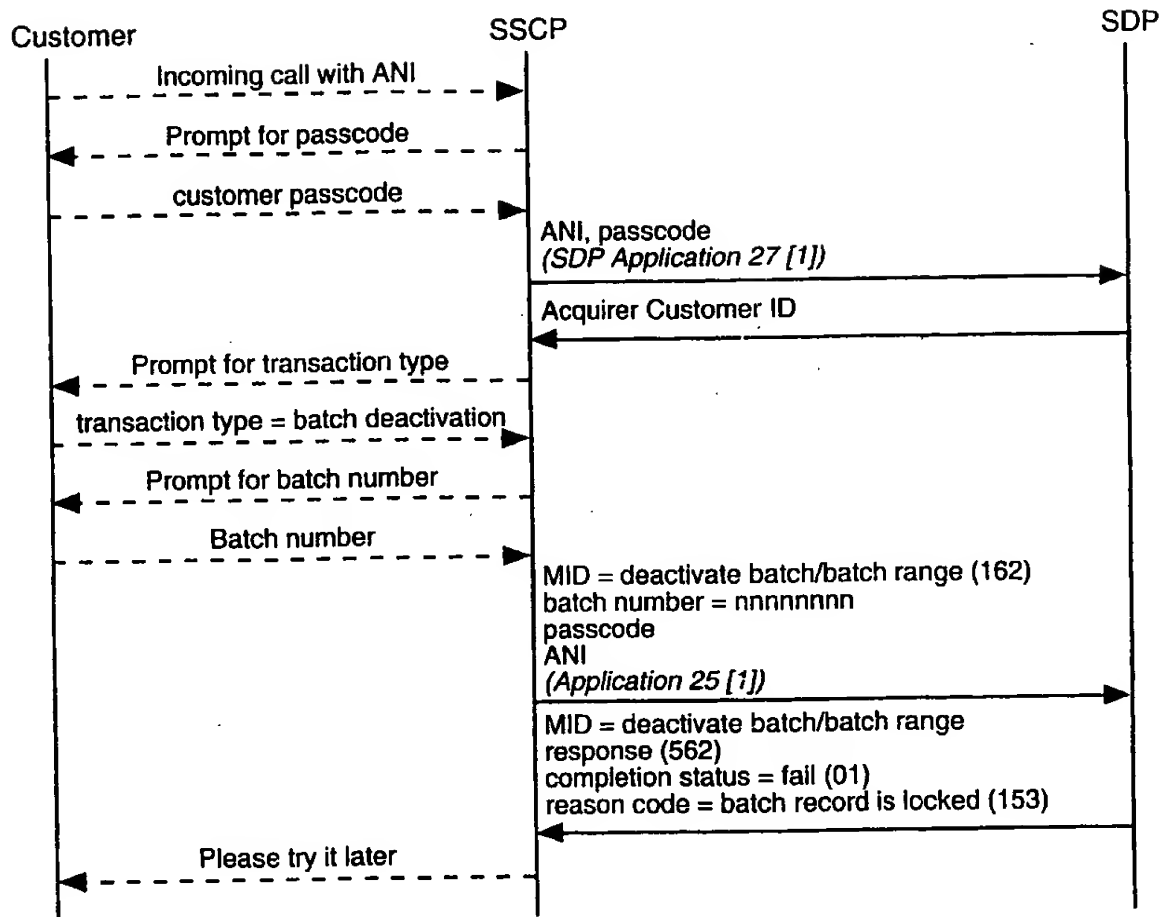 Customer
SSCP
SDP
Incoming call with ANI
Prompt for passcode
customer passcode
ANI, passcode
(SDP Application 27 [1])
Acquirer Customer ID
Prompt for transaction type
transaction type = batch deactivation
Prompt for batch number
Batch number
MID = deactivate batch/batch range (162)
batch number = nnnnnnnnn
passcode
ANI
(Application 25 [1])
MID = deactivate batch/batch range
response (562)
completion status = fail (01)
reason code = batch record is locked (153)
Please try it later